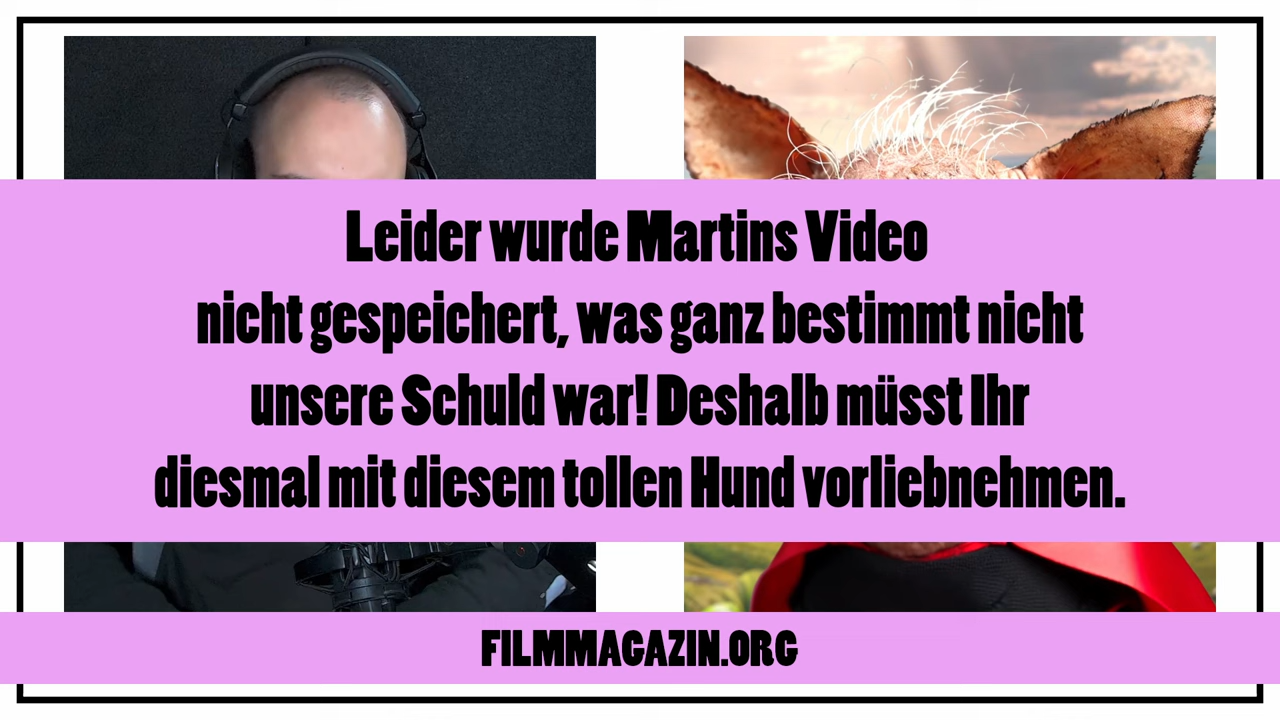 Leider wurde Martins Video
nicht gespeichert, was ganz bestimmt nicht
unsere Schuld war! Deshalb müsst Ihr
diesmal mit diesem tollen Hund vorliebnehmen.
FILMMAGAZIN.ORG